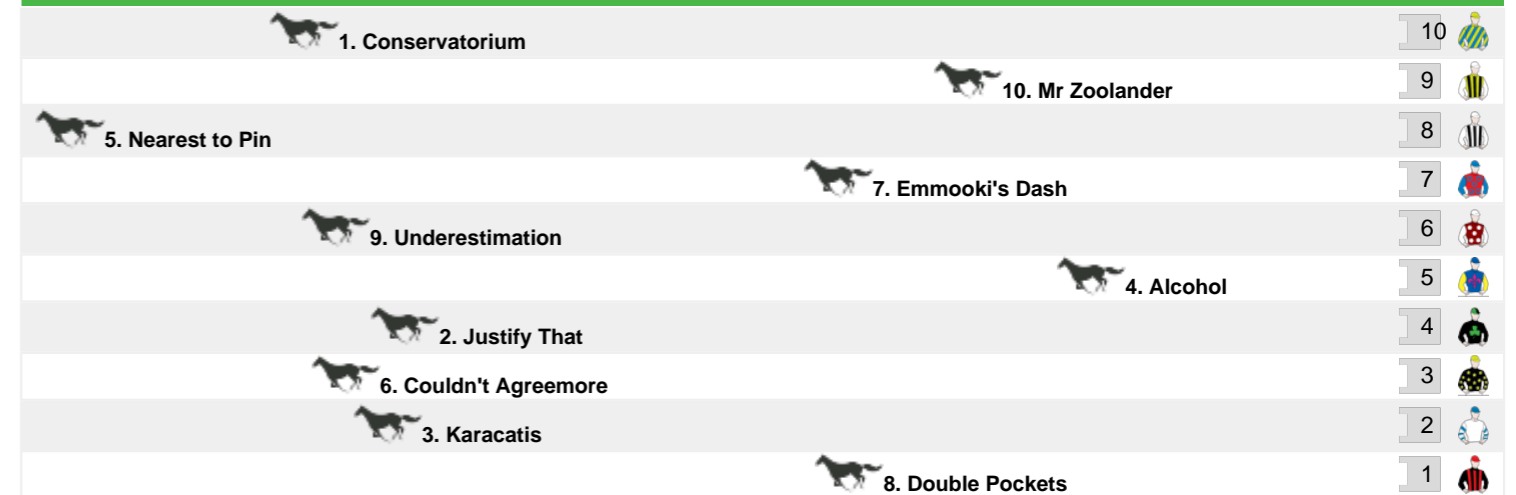 1. Conservatorium 10
10. Mr Zoolander 9
5. Nearest to Pin 8
7. Emmooki's Dash 7
9. Underestimation 6
4. Alcohol 5
2. Justify That 4
6. Couldn't Agreemore 3
3. Karacatis 2
8. Double Pockets 1